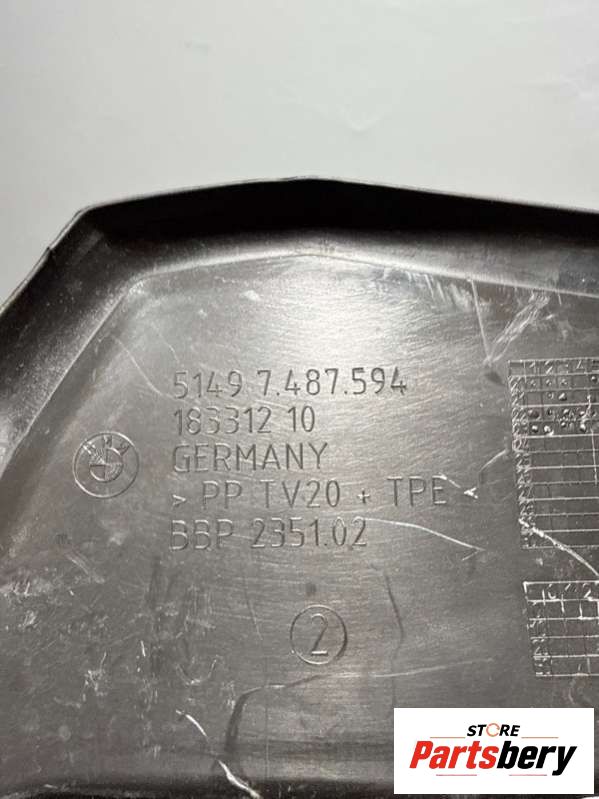 5149 7.487.594
183312 10
GERMANY
> PP TV20 + TPE <
BBP 2351.02
2
STORE
Partsbery